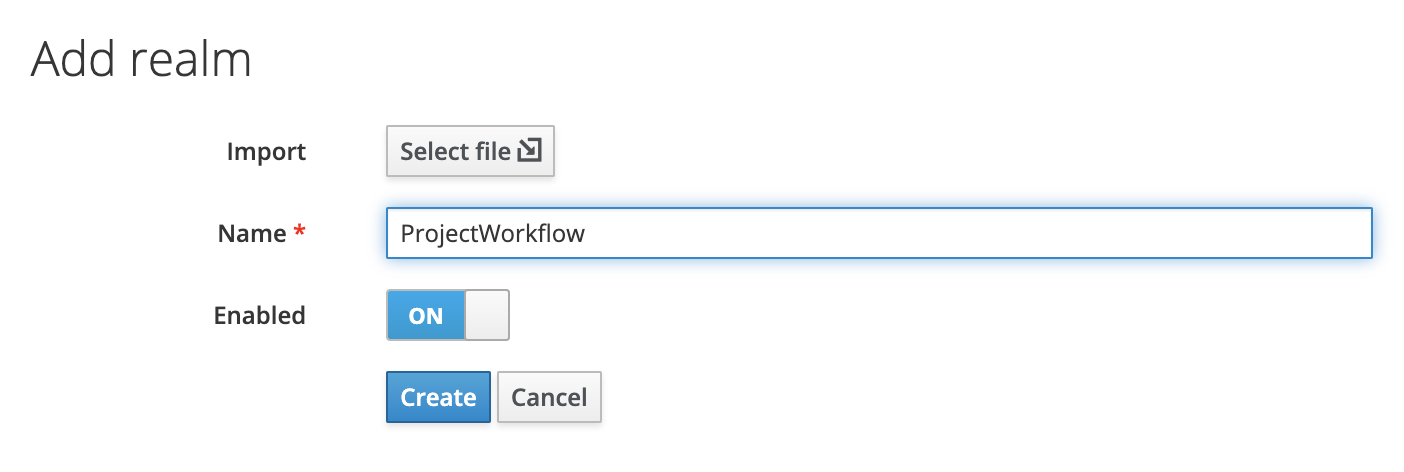 Add realm
Import Select file
Name * ProjectWorkflow
Enabled ON
Create Cancel